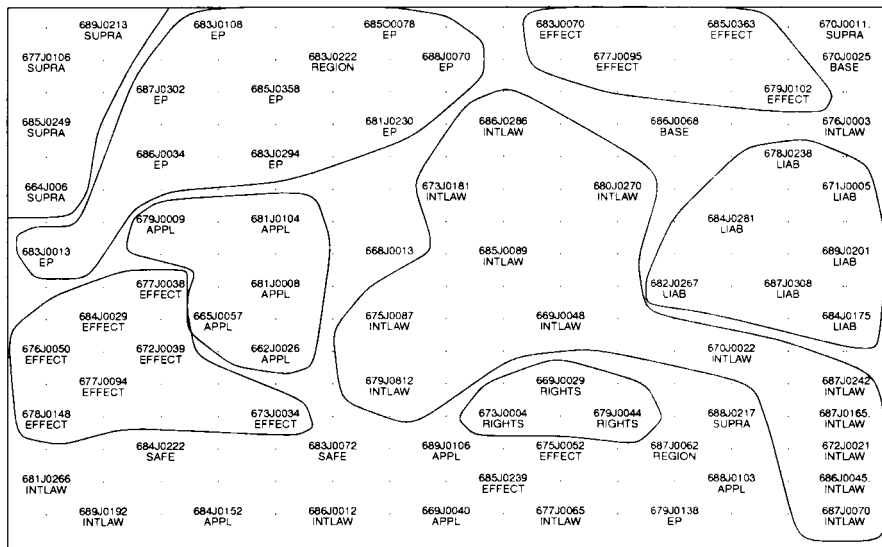 689J0213 683J0108 685O0078 683J0070 685J0363 670J0011.
SUPRA EP EP EFFECT EFFECT SUPRA
677J0106 683J0222 688J0070 677J0095 670J0025
SUPRA REGION EP EFFECT BASE
687J0302 685J0358 679J0102
EP EP EFFECT
685J0249 681J0230 686J0286 686J0068 676J0003
SUPRA EP INTLAW BASE INTLAW
686J0034 683J0294 678J0238
EP EP LIAB
664J006 673J0181 680J0270 671J0005
SUPRA INTLAW INTLAW LIAB
679J0009 681J0104 684J0281
APPL APPL LIAB
683J0013 668J0013 685J0089 689J0201
EP INTLAW LIAB
677J0038 681J0008 682J0267 687J0308
EFFECT APPL LIAB LIAB
684J0029 665J0057 675J0087 669J0048 684J0175
EFFECT APPL INTLAW INTLAW LIAB
676J0050 672J0039 662J0026 670J0022
EFFECT EFFECT APPL INTLAW
677J0094 679J0812 669J0029 687J0242
EFFECT INTLAW RIGHTS INTLAW
678J0148 673J0034 673J0004 679J0044 688J0217 687J0165.
EFFECT EFFECT RIGHTS RIGHTS SUPRA INTLAW
684J0222 683J0072 689J0106 675J0052 687J0062 672J0021
SAFE SAFE APPL EFFECT REGION INTLAW
681J0266 685J0239 688J0103 686J0045.
INTLAW EFFECT APPL INTLAW
689J0192 684J0152 686J0012 669J0040 677J0065 679J0138 687J0070
INTLAW APPL INTLAW APPL INTLAW EP INTLAW